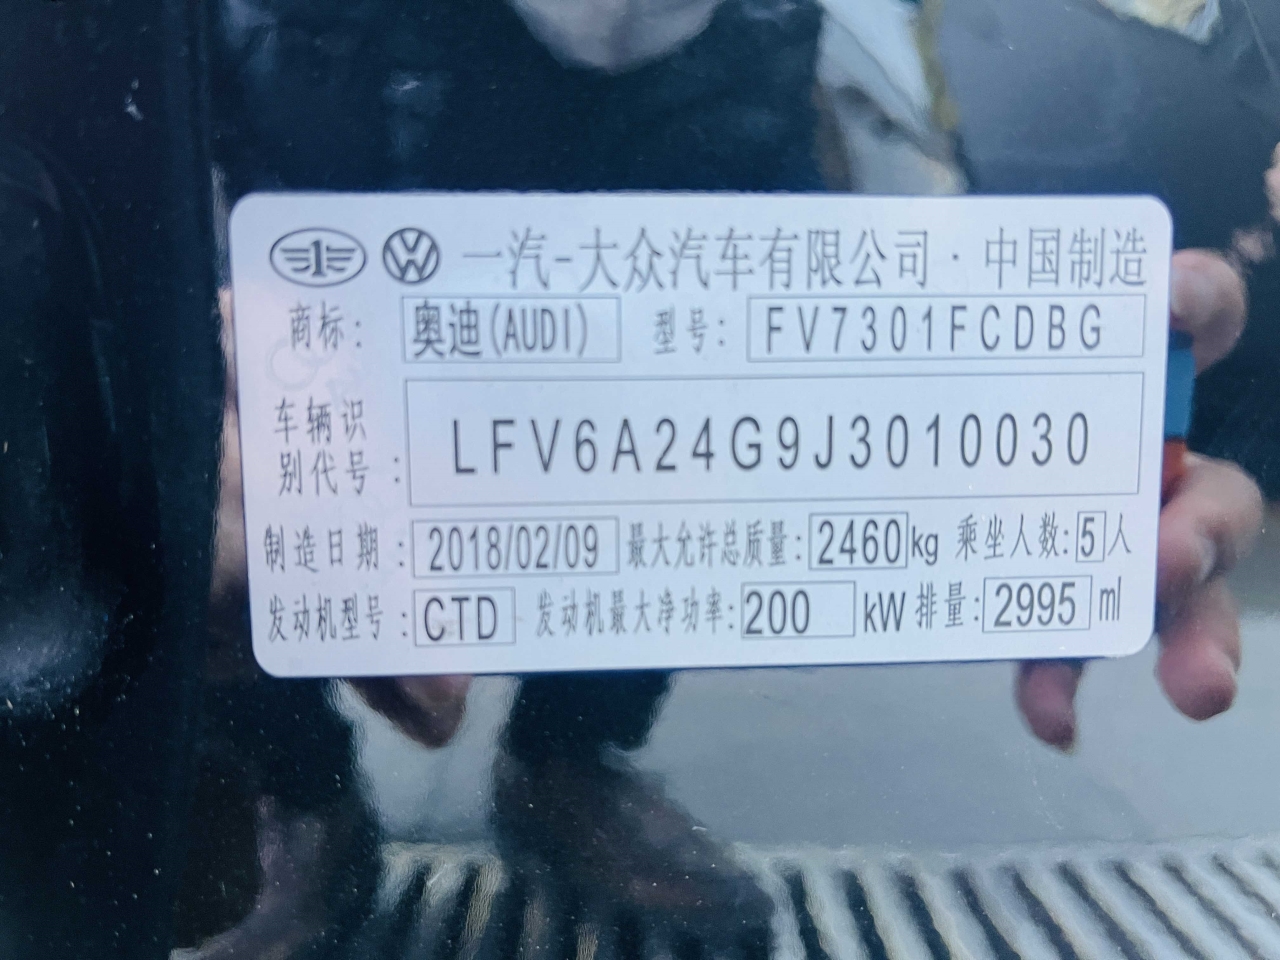 一汽-大众汽车有限公司·中国制造
商标: 奥迪(AUDI) 型号: FV7301FCDBG
车辆识别代号: LFV6A24G9J3010030
制造日期: 2018/02/09 最大允许总质量: 2460kg 乘坐人数: 5人
发动机型号: CTD 发动机最大净功率: 200 kW 排量: 2995 ml